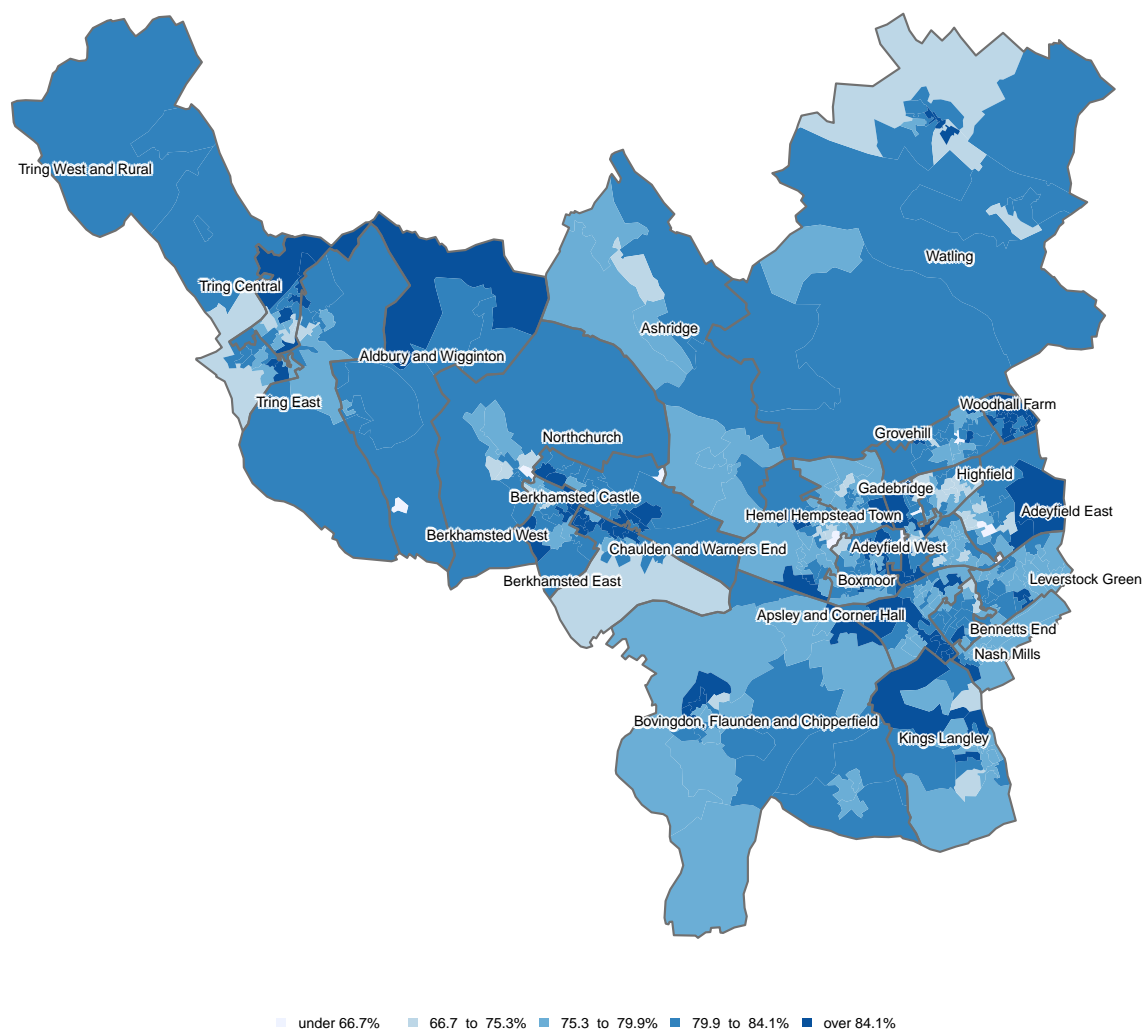 Tring West and Rural
Watling
Tring Central
Ashridge
Aldbury and Wigginton
Tring East
Woodhall Farm
Grovehill
Northchurch
Highfield
Gadebridge
Berkhamsted Castle
Adeyfield East
Hemel Hempstead Town
Berkhamsted West
Adeyfield West
Chaulden and Warners End
Leverstock Green
Boxmoor
Berkhamsted East
Apsley and Corner Hall
Bennetts End
Nash Mills
Bovingdon, Flaunden and Chipperfield
Kings Langley
under 66.7% 66.7 to 75.3% 75.3 to 79.9% 79.9 to 84.1% over 84.1%